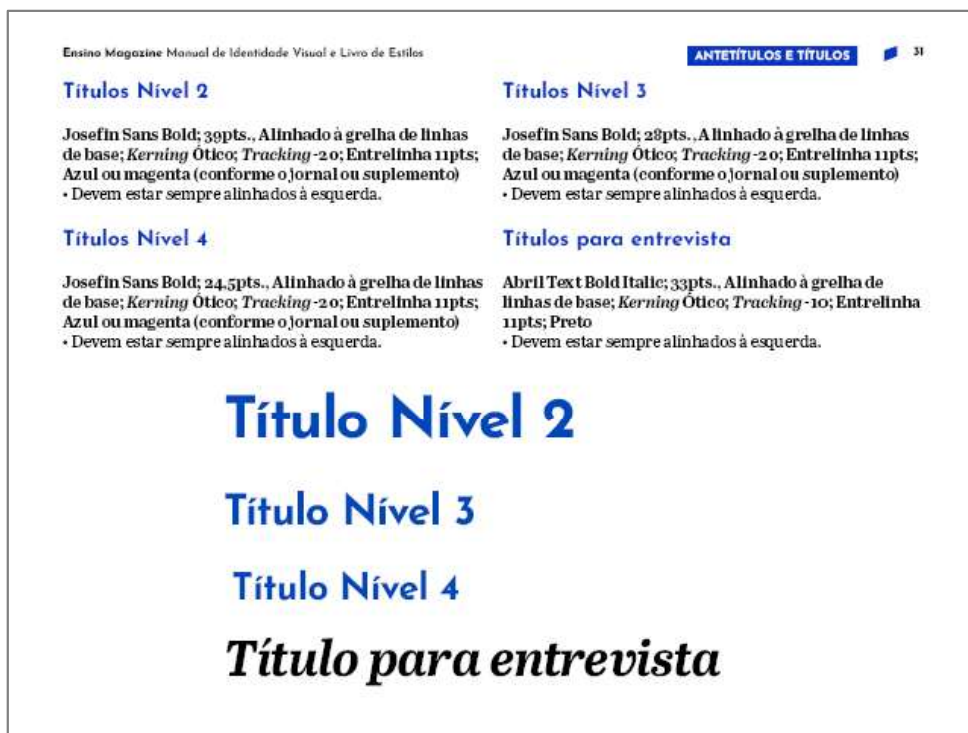 Ensino Magazine Manual de Identidade Visual e Livro de Estilos
ANTETÍTULOS E TÍTULOS
31
Títulos Nível 2
Josefin Sans Bold; 39pts., Alinhado à grelha de linhas
de base; Kerning Ótico; Tracking -20; Entrelinha 11pts;
Azul ou magenta (conforme o jornal ou suplemento)
• Devem estar sempre alinhados à esquerda.
Títulos Nível 3
Josefin Sans Bold; 28pts., Alinhado à grelha de linhas
de base; Kerning Ótico; Tracking -20; Entrelinha 11pts;
Azul ou magenta (conforme o jornal ou suplemento)
• Devem estar sempre alinhados à esquerda.
Títulos Nível 4
Josefin Sans Bold; 24,5pts., Alinhado à grelha de linhas
de base; Kerning Ótico; Tracking -20; Entrelinha 11pts;
Azul ou magenta (conforme o jornal ou suplemento)
• Devem estar sempre alinhados à esquerda.
Títulos para entrevista
Abril Text Bold Italic; 33pts., Alinhado à grelha de
linhas de base; Kerning Ótico; Tracking -10; Entrelinha
11pts; Preto
• Devem estar sempre alinhados à esquerda.
Título Nível 2
Título Nível 3
Título Nível 4
Título para entrevista